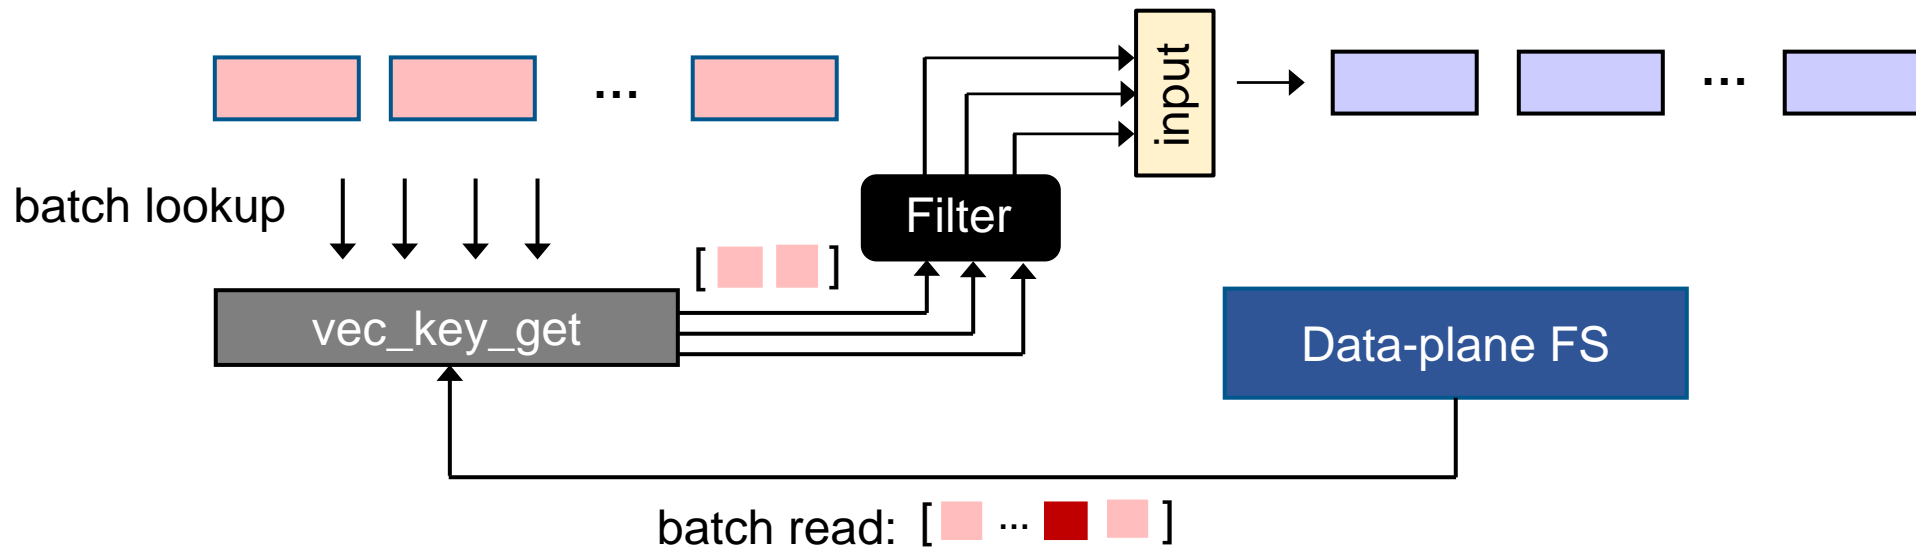 ...
input
...
batch lookup
Filter
[ ]
vec_key_get
Data-plane FS
batch read: [ ... ]